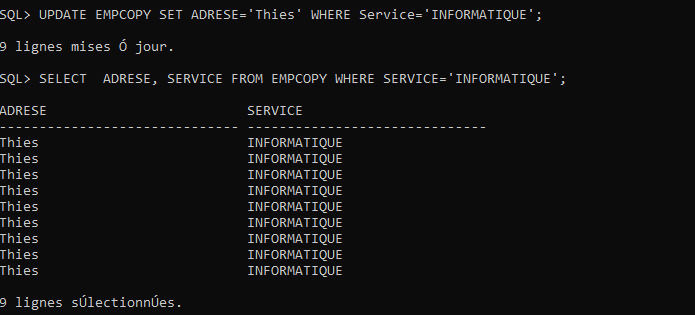 SQL> UPDATE EMPCOPY SET ADRESE='Thies' WHERE Service='INFORMATIQUE';
9 lignes mises Ó jour.
SQL> SELECT  ADRESE, SERVICE FROM EMPCOPY WHERE SERVICE='INFORMATIQUE';
ADRESE                         SERVICE
------------------------------ ------------------------------
Thies                          INFORMATIQUE
Thies                          INFORMATIQUE
Thies                          INFORMATIQUE
Thies                          INFORMATIQUE
Thies                          INFORMATIQUE
Thies                          INFORMATIQUE
Thies                          INFORMATIQUE
Thies                          INFORMATIQUE
Thies                          INFORMATIQUE
9 lignes sÚlectionnÚes.